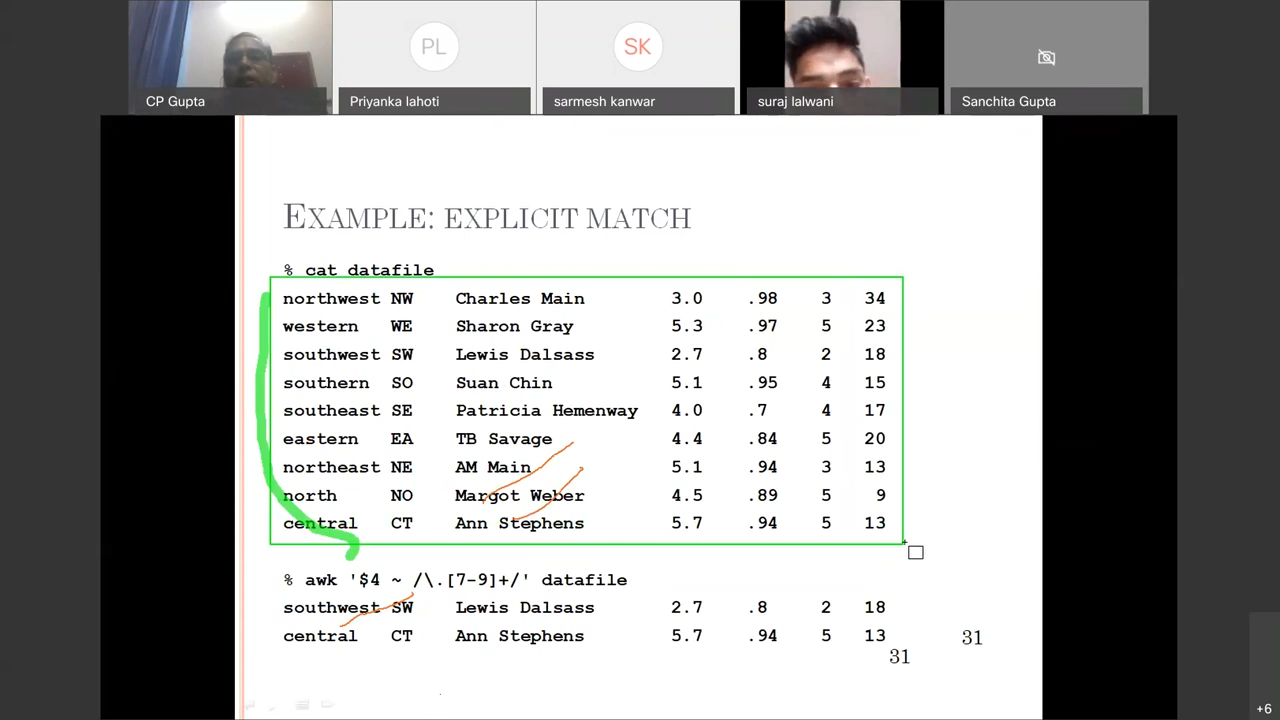 PL
SK
CP Gupta
Priyanka lahoti
sarmesh kanwar
suraj lalwani
Sanchita Gupta
EXAMPLE: EXPLICIT MATCH
% cat datafile
northwest NW Charles Main 3.0 .98 3 34
western WE Sharon Gray 5.3 .97 5 23
southwest SW Lewis Dalsass 2.7 .8 2 18
southern SO Suan Chin 5.1 .95 4 15
southeast SE Patricia Hemenway 4.0 .7 4 17
eastern EA TB Savage 4.4 .84 5 20
northeast NE AM Main 5.1 .94 3 13
north NO Margot Weber 4.5 .89 5 9
central CT Ann Stephens 5.7 .94 5 13
% awk '$4 ~ /\.[7-9]+/' datafile
southwest SW Lewis Dalsass 2.7 .8 2 18
central CT Ann Stephens 5.7 .94 5 13
31
31
+6